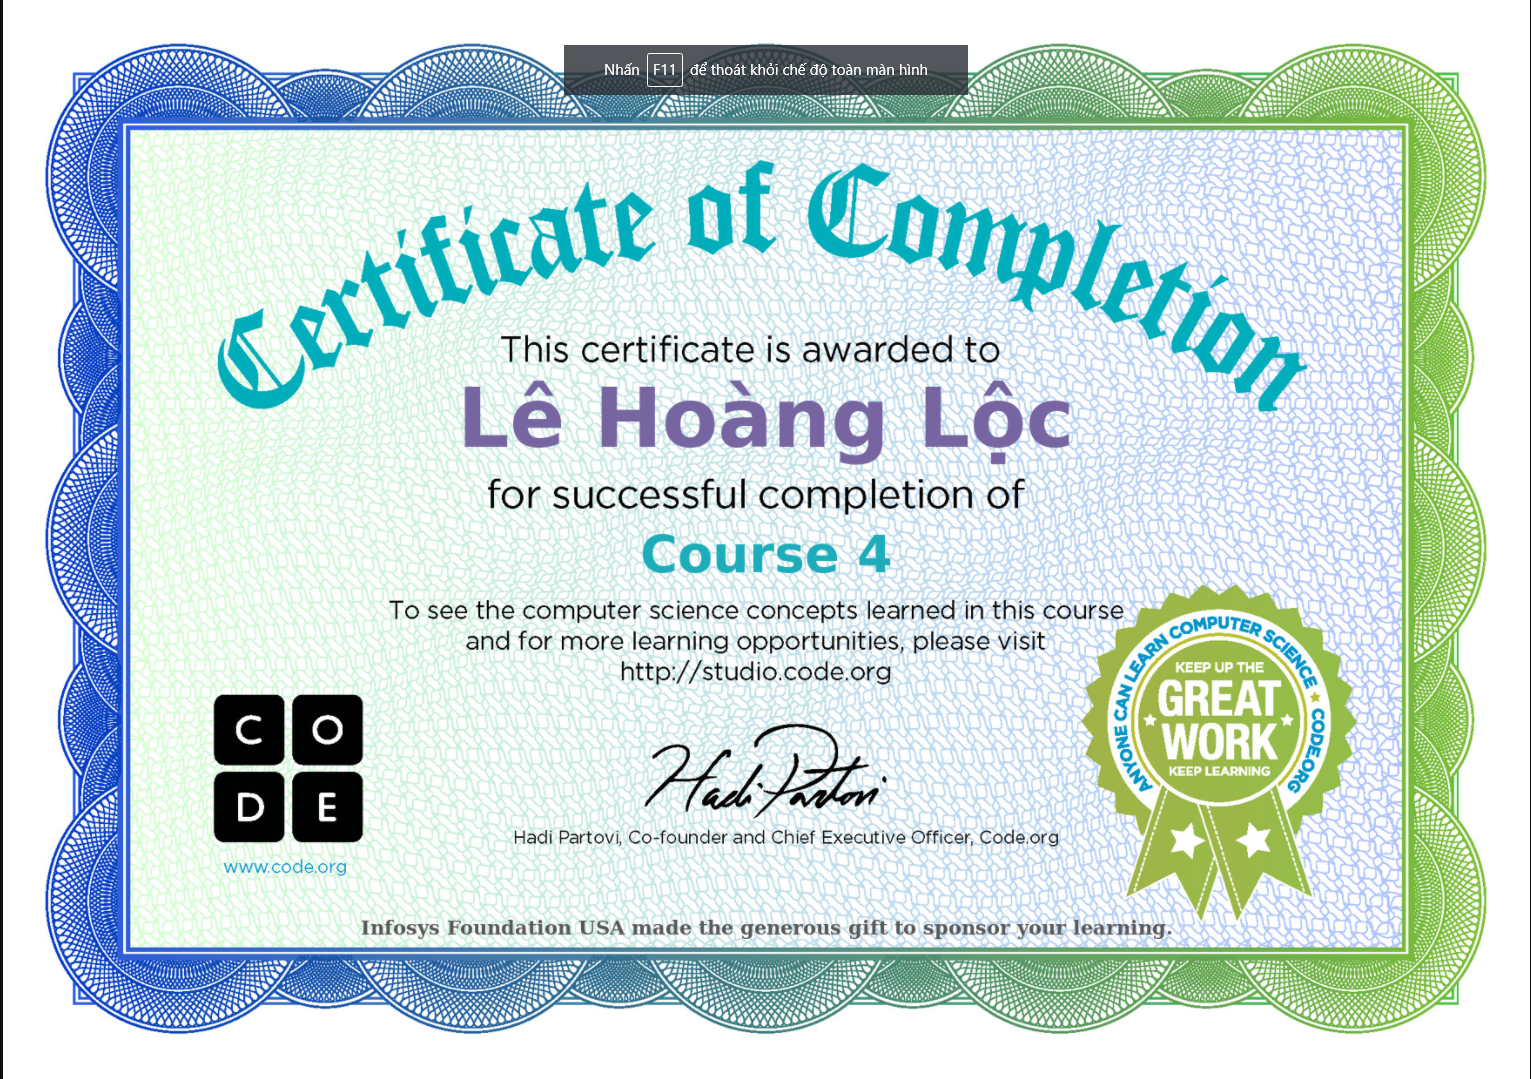 Nhấn F11 để thoát khỏi chế độ toàn màn hình
Certificate of Completion
This certificate is awarded to
Lê Hoàng Lộc
for successful completion of
Course 4
To see the computer science concepts learned in this course
and for more learning opportunities, please visit
http://studio.code.org
C O
D E
www.code.org
Hadi Partovi
Hadi Partovi, Co-founder and Chief Executive Officer, Code.org
ANYONE CAN LEARN COMPUTER SCIENCE ★ CODE.ORG
KEEP UP THE
GREAT
WORK
KEEP LEARNING
Infosys Foundation USA made the generous gift to sponsor your learning.